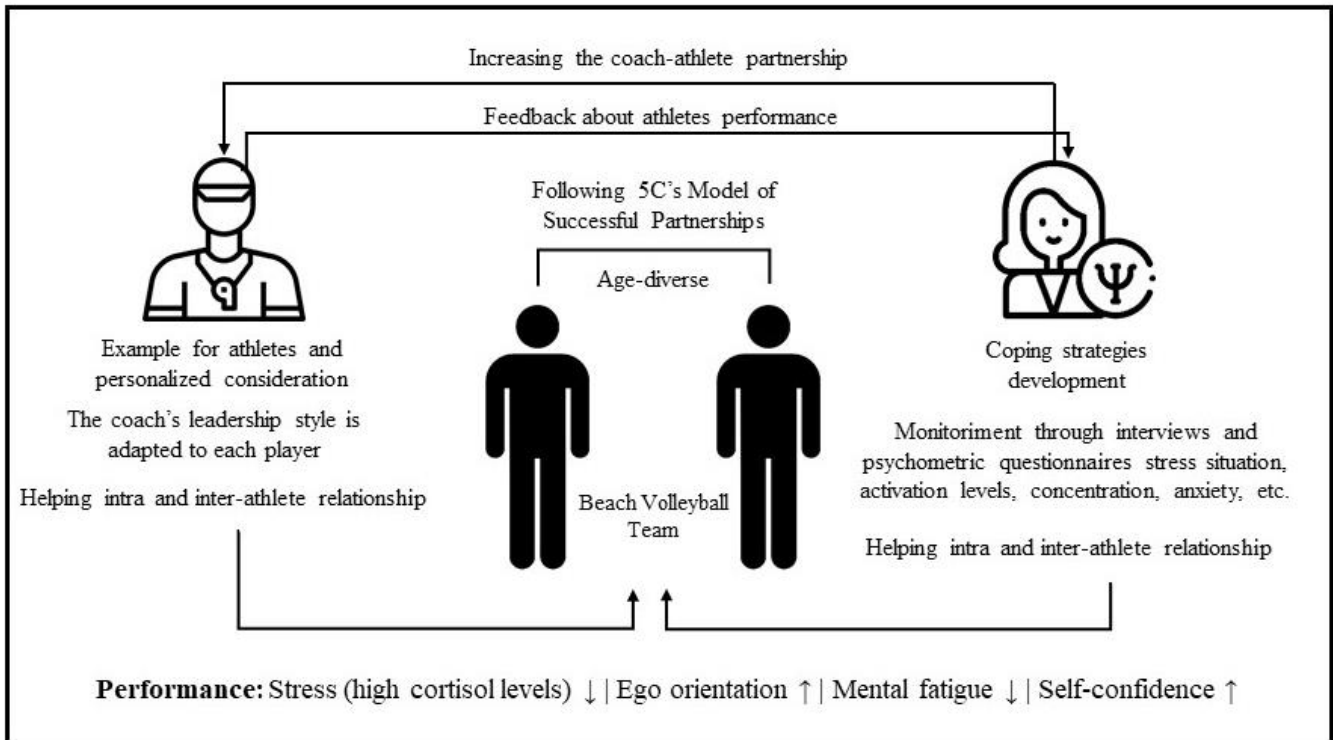 Increasing the coach-athlete partnership
Feedback about athletes performance
Following 5C's Model of
Successful Partnerships
Age-diverse
Example for athletes and
personalized consideration
The coach's leadership style is
adapted to each player
Helping intra and inter-athlete relationship
Beach Volleyball
Team
Coping strategies
development
Monitoriment through interviews and
psychometric questionnaires stress situation,
activation levels, concentration, anxiety, etc.
Helping intra and inter-athlete relationship
Performance: Stress (high cortisol levels) ↓ | Ego orientation ↑ | Mental fatigue ↓ | Self-confidence ↑